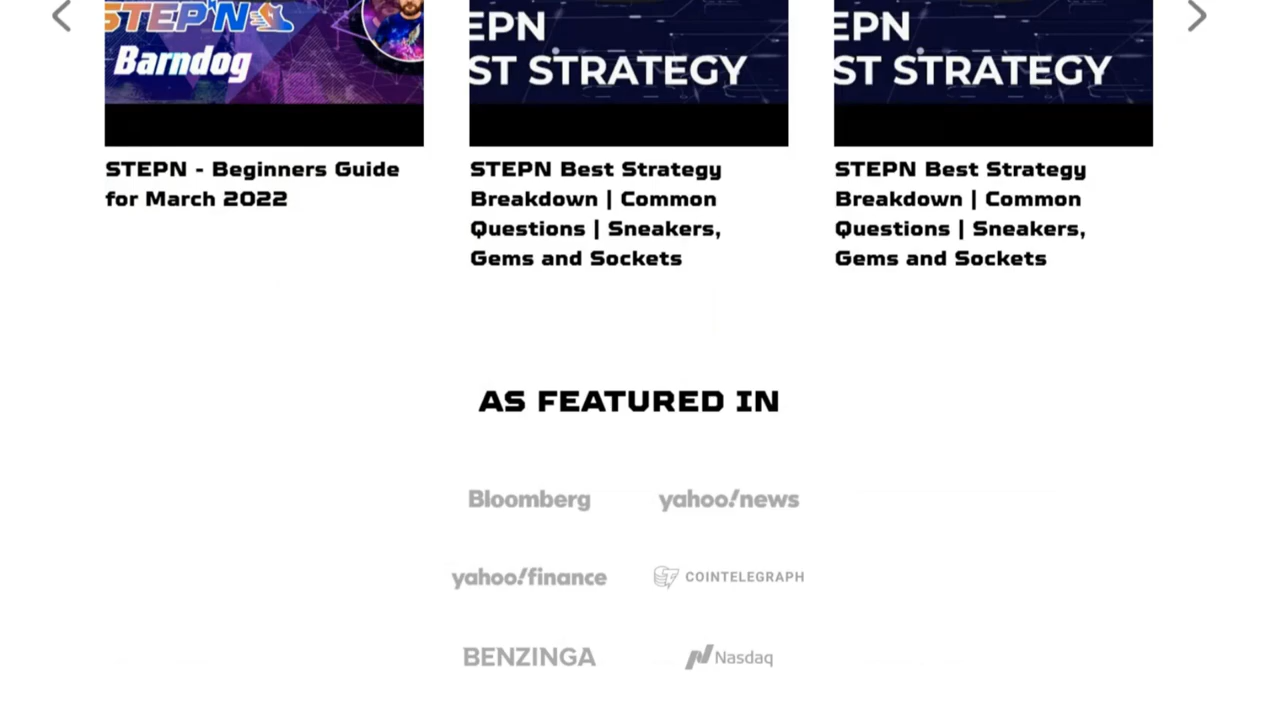 STEPN
Barndog
EPN
ST STRATEGY
EPN
ST STRATEGY
STEPN - Beginners Guide
for March 2022
STEPN Best Strategy
Breakdown | Common
Questions | Sneakers,
Gems and Sockets
STEPN Best Strategy
Breakdown | Common
Questions | Sneakers,
Gems and Sockets
AS FEATURED IN
Bloomberg
yahoo!news
yahoo!finance
COINTELEGRAPH
BENZINGA
Nasdaq